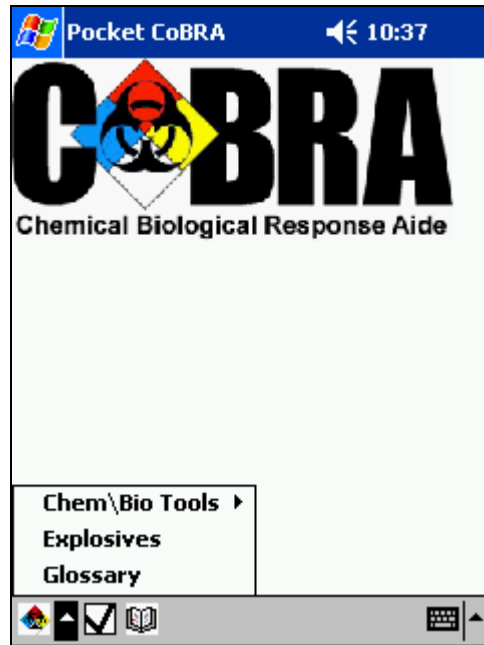 Pocket CoBRA 10:37
CoBRA
Chemical Biological Response Aide
Chem\Bio Tools
Explosives
Glossary